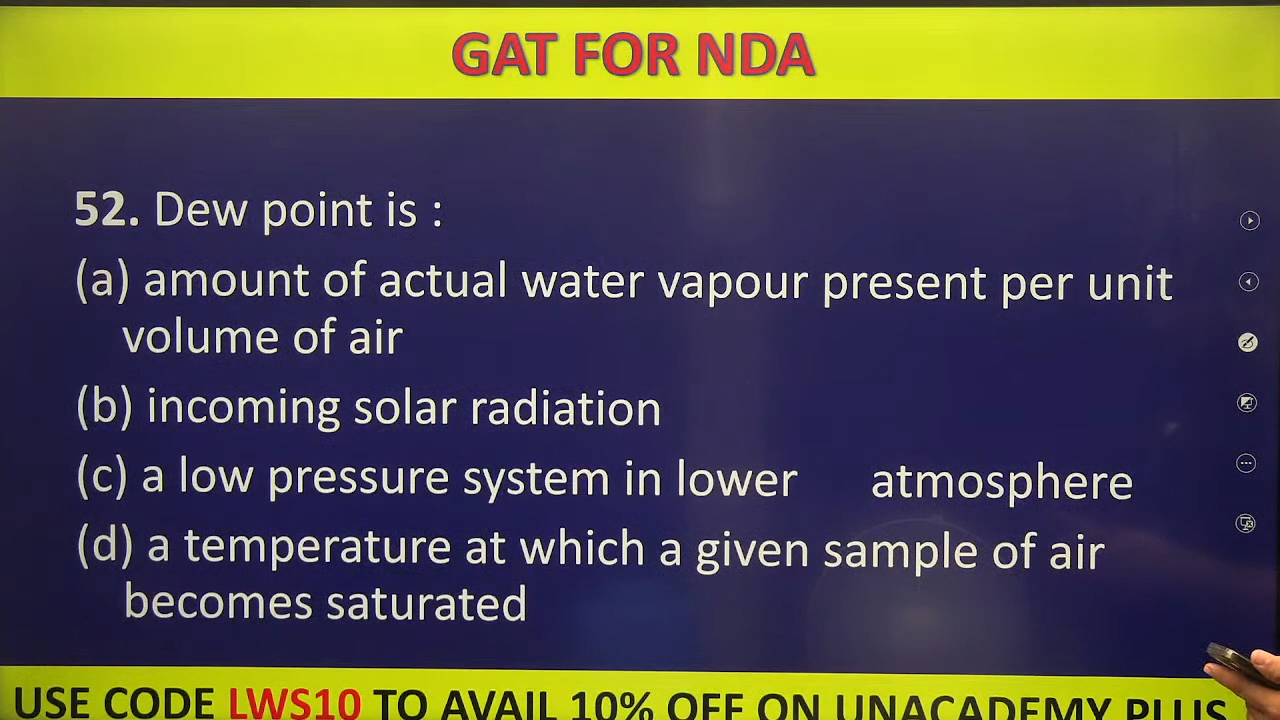 GAT FOR NDA
52. Dew point is :
(a) amount of actual water vapour present per unit
volume of air
(b) incoming solar radiation
(c) a low pressure system in lower atmosphere
(d) a temperature at which a given sample of air
becomes saturated
USE CODE LWS10 TO AVAIL 10% OFF ON UNACADEMY PLUS